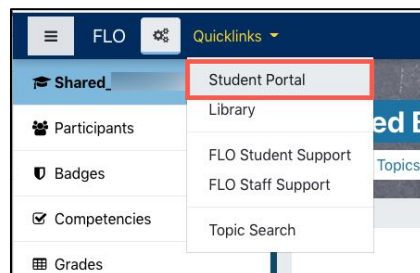 FLO Quicklinks
Shared_
Student Portal
Participants
Library
ed
Badges
FLO Student Support
Topics
FLO Staff Support
Competencies
Topic Search
Grades